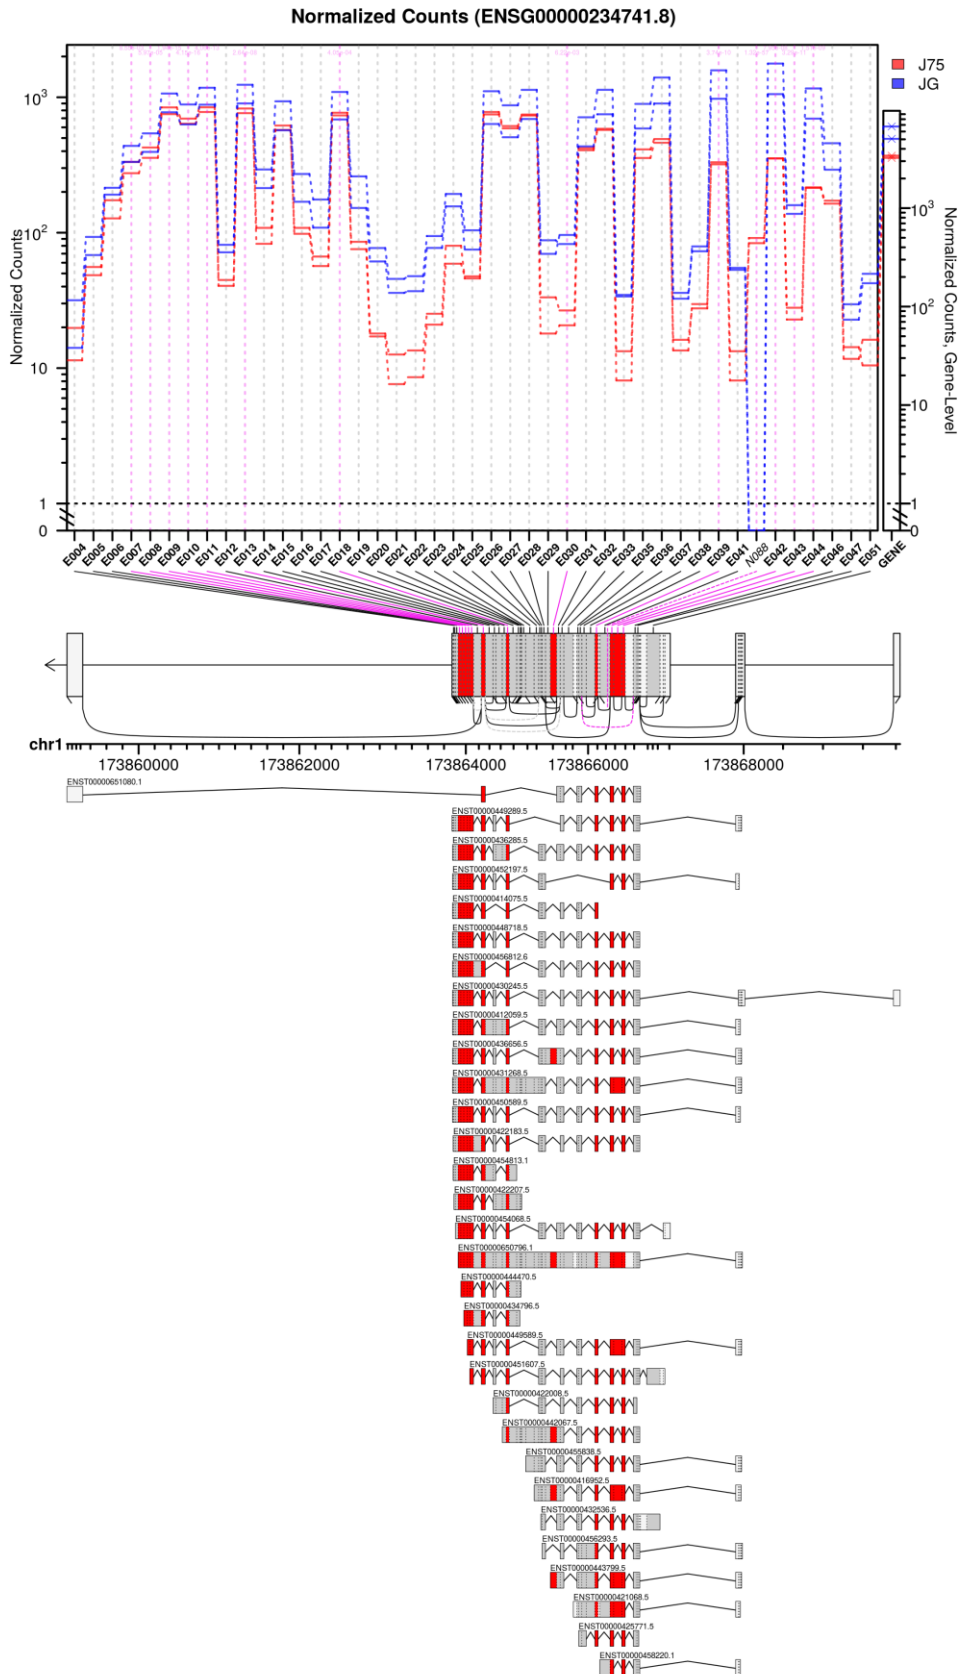 Normalized Counts (ENSG00000234741.8)
J75
JG
10³
10²
10
1
0
Normalized Counts
10³
10²
10
1
0
Normalized Counts, Gene-Level
E004 E005 E006 E007 E008 E009 E010 E011 E012 E013 E014 E015 E016 E017 E018 E019 E020 E021 E022 E023 E024 E025 E026 E027 E028 E029 E030 E031 E032 E033 E035 E036 E037 E038 E039 E041 N088 E042 E043 E044 E046 E047 E051 GENE
chr1
173860000 173862000 173864000 173866000 173868000
ENST00000651080.1
ENST00000449289.5
ENST00000436285.5
ENST00000452197.5
ENST00000414075.5
ENST00000448718.5
ENST00000456812.6
ENST00000430245.5
ENST00000412059.5
ENST00000436656.5
ENST00000431268.5
ENST00000450589.5
ENST00000422183.5
ENST00000454813.1
ENST00000422207.5
ENST00000454068.5
ENST00000650796.1
ENST00000444470.5
ENST00000434796.5
ENST00000449589.5
ENST00000451607.5
ENST00000422008.5
ENST00000442067.5
ENST00000455838.5
ENST00000416952.5
ENST00000432536.5
ENST00000456293.5
ENST00000443799.5
ENST00000421068.5
ENST00000425771.5
ENST00000458220.1